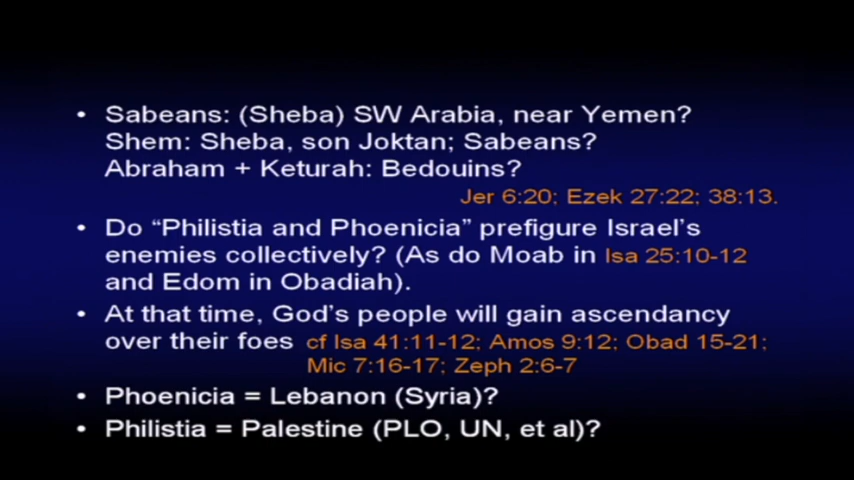 • Sabeans: (Sheba) SW Arabia, near Yemen?
Shem: Sheba, son Joktan; Sabeans?
Abraham + Keturah: Bedouins?
Jer 6:20; Ezek 27:22; 38:13.
• Do “Philistia and Phoenicia” prefigure Israel’s
enemies collectively? (As do Moab in Isa 25:10-12
and Edom in Obadiah).
• At that time, God’s people will gain ascendancy
over their foes cf Isa 41:11-12; Amos 9:12; Obad 15-21;
Mic 7:16-17; Zeph 2:6-7
• Phoenicia = Lebanon (Syria)?
• Philistia = Palestine (PLO, UN, et al)?